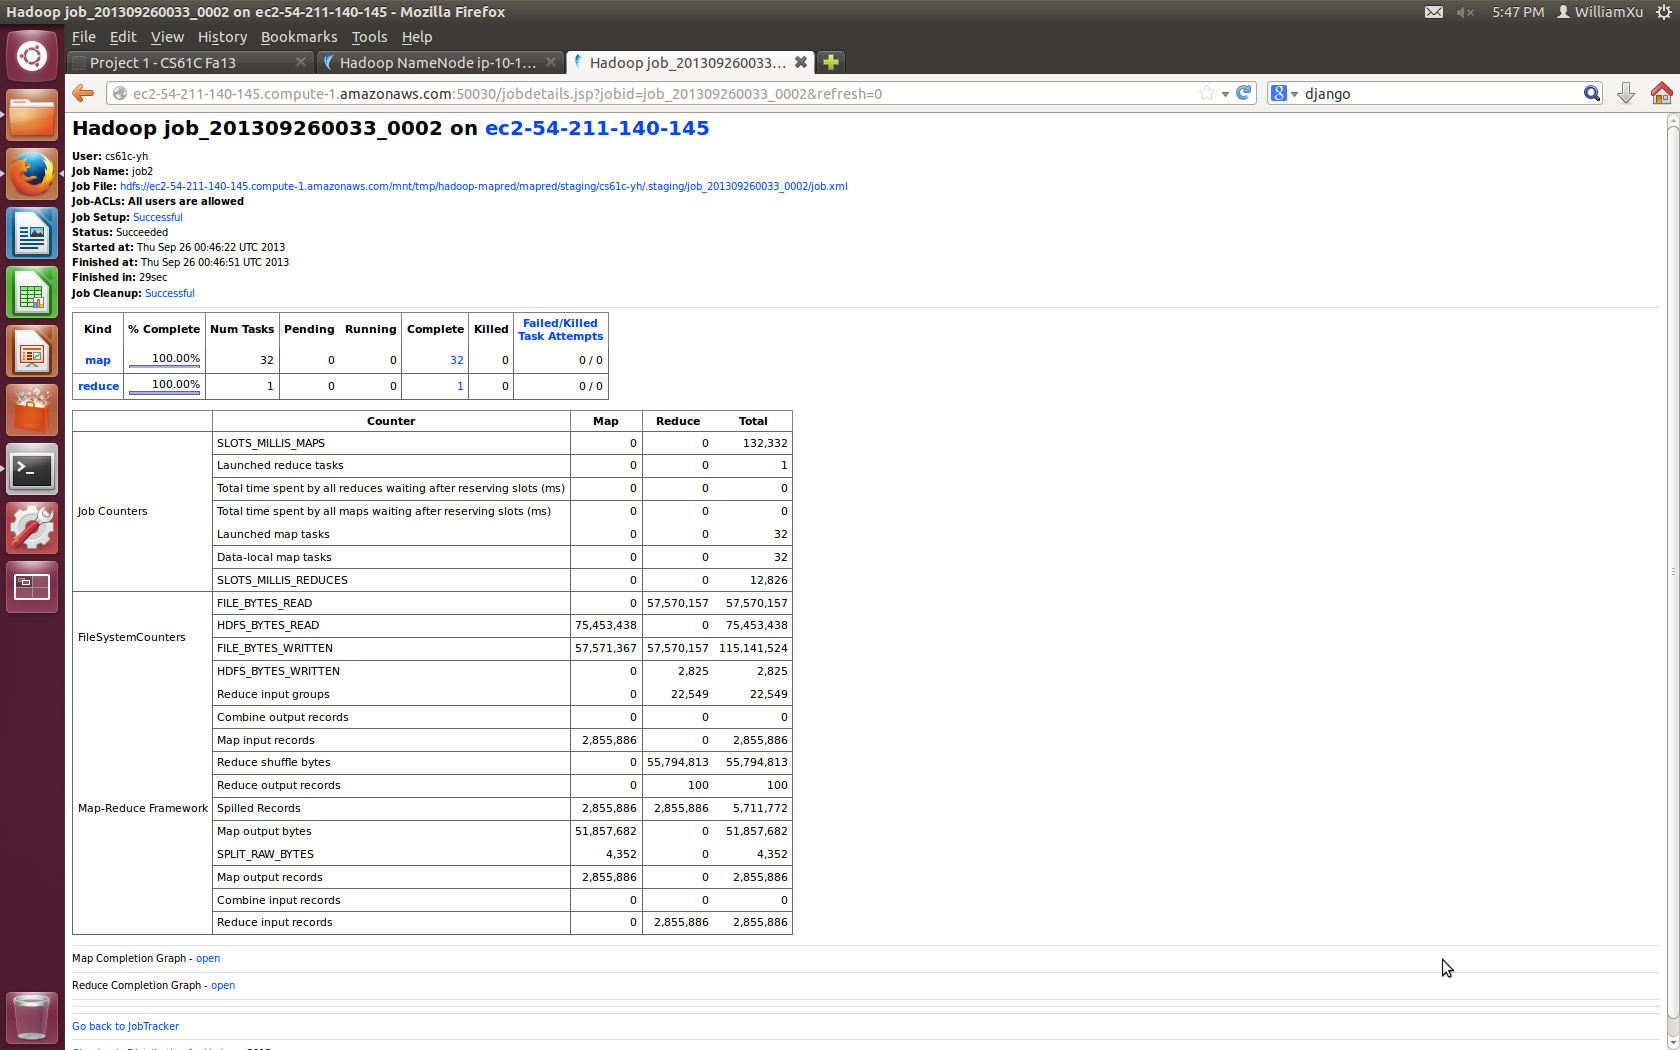 Hadoop job_201309260033_0002 on ec2-54-211-140-145 - Mozilla Firefox
5:47 PM WilliamXu
File Edit View History Bookmarks Tools Help
Project 1 - CS61C Fa13 Hadoop NameNode ip-10-1... Hadoop job_201309260033...
ec2-54-211-140-145.compute-1.amazonaws.com:50030/jobdetails.jsp?jobid=job_201309260033_0002&refresh=0 8 django
Hadoop job_201309260033_0002 on ec2-54-211-140-145
User: cs61c-yh
Job Name: job2
Job File: hdfs://ec2-54-211-140-145.compute-1.amazonaws.com/mnt/tmp/hadoop-mapred/mapred/staging/cs61c-yh/.staging/job_201309260033_0002/job.xml
Job-ACLs: All users are allowed
Job Setup: Successful
Status: Succeeded
Started at: Thu Sep 26 00:46:22 UTC 2013
Finished at: Thu Sep 26 00:46:51 UTC 2013
Finished in: 29sec
Job Cleanup: Successful
Kind % Complete Num Tasks Pending Running Complete Killed Failed/Killed Task Attempts
map 100.00% 32 0 0 32 0 0 / 0
reduce 100.00% 1 0 0 1 0 0 / 0
Counter Map Reduce Total
Job Counters
SLOTS_MILLIS_MAPS 0 0 132,332
Launched reduce tasks 0 0 1
Total time spent by all reduces waiting after reserving slots (ms) 0 0 0
Total time spent by all maps waiting after reserving slots (ms) 0 0 0
Launched map tasks 0 0 32
Data-local map tasks 0 0 32
SLOTS_MILLIS_REDUCES 0 0 12,826
FileSystemCounters
FILE_BYTES_READ 0 57,570,157 57,570,157
HDFS_BYTES_READ 75,453,438 0 75,453,438
FILE_BYTES_WRITTEN 57,571,367 57,570,157 115,141,524
HDFS_BYTES_WRITTEN 0 2,825 2,825
Map-Reduce Framework
Reduce input groups 0 22,549 22,549
Combine output records 0 0 0
Map input records 2,855,886 0 2,855,886
Reduce shuffle bytes 0 55,794,813 55,794,813
Reduce output records 0 100 100
Spilled Records 2,855,886 2,855,886 5,711,772
Map output bytes 51,857,682 0 51,857,682
SPLIT_RAW_BYTES 4,352 0 4,352
Map output records 2,855,886 0 2,855,886
Combine input records 0 0 0
Reduce input records 0 2,855,886 2,855,886
Map Completion Graph - open
Reduce Completion Graph - open
Go back to JobTracker